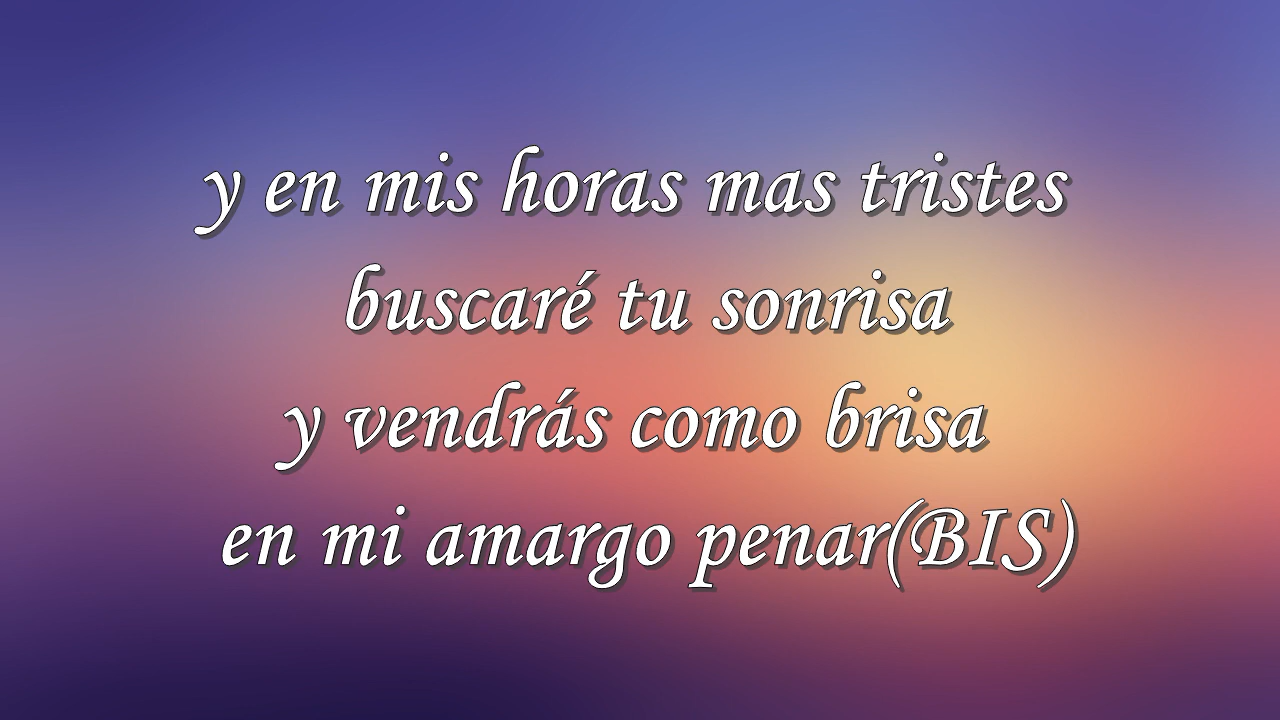 y en mis horas mas tristes
buscaré tu sonrisa
y vendrás como brisa
en mi amargo penar(BIS)